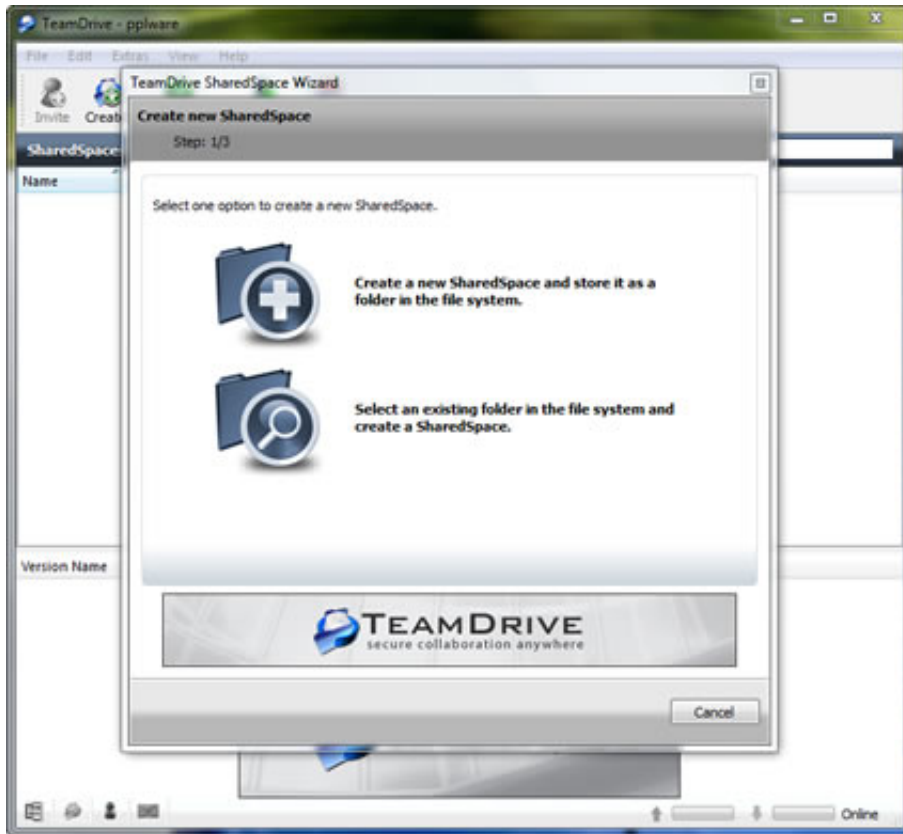 TeamDrive - pplware
File Edit Extras View Help
Invite Creat
TeamDrive SharedSpace Wizard
Create new SharedSpace
Step: 1/3
SharedSpace
Name
Select one option to create a new SharedSpace.
Create a new SharedSpace and store it as a
folder in the file system.
Select an existing folder in the file system and
create a SharedSpace.
Version Name
TEAMDRIVE
secure collaboration anywhere
Cancel
Online